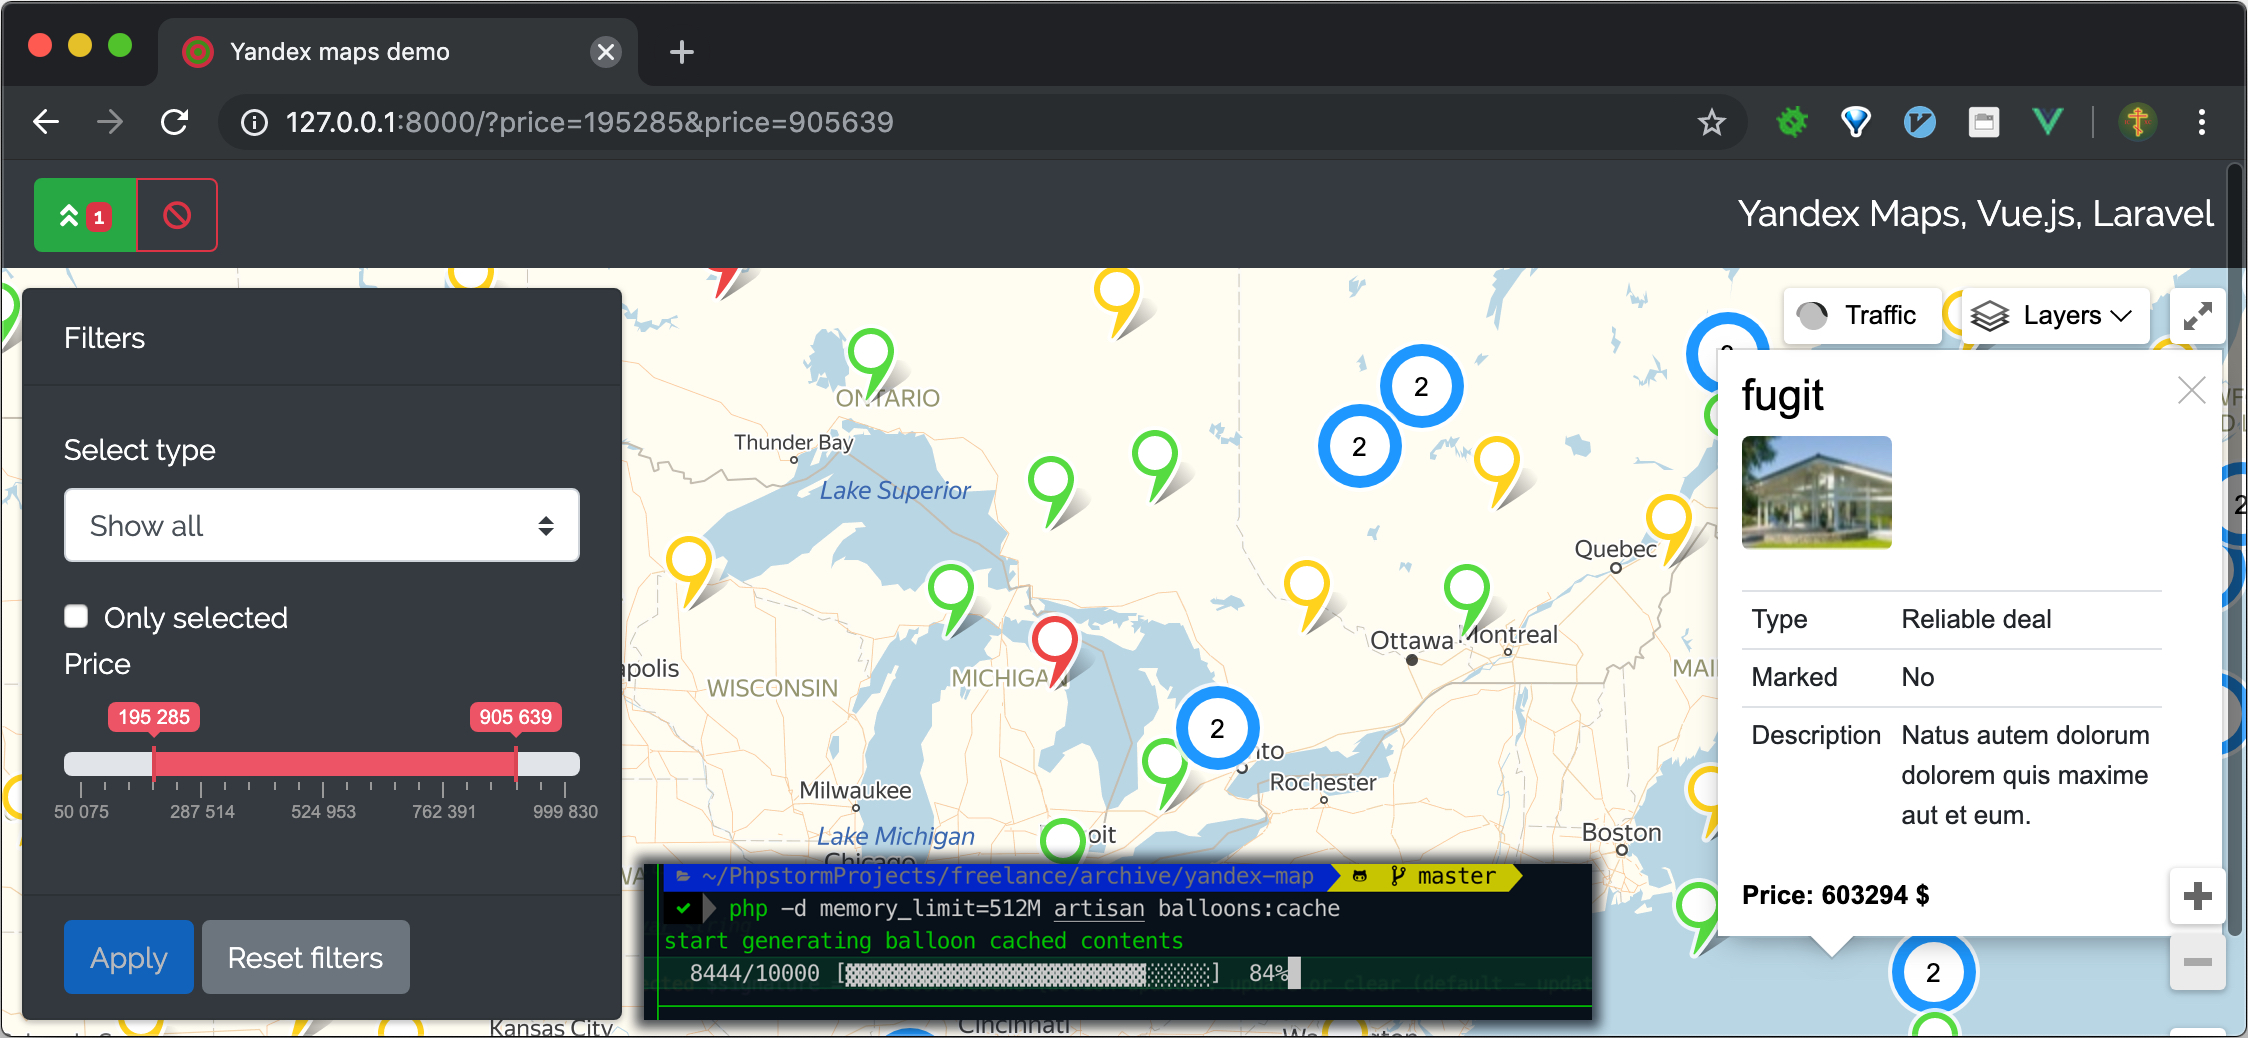 Yandex maps demo
127.0.0.1:8000/?price=195285&price=905639
1
Yandex Maps, Vue.js, Laravel
Filters
Select type
Show all
Only selected
Price
195 285
905 639
50 075
287 514
524 953
762 391
999 830
Apply
Reset filters
Traffic
Layers
ONTARIO
Thunder Bay
Lake Superior
2
2
Quebec
Ottawa
Montreal
apolis
WISCONSIN
MICHIGAN
MAI
2
nto
Rochester
Milwaukee
Lake Michigan
oit
Chicago
Boston
Kansas City
Cincinnati
2
2
fugit
Type
Reliable deal
Marked
No
Description
Natus autem dolorum
dolorem quis maxime
aut et eum.
Price: 603294 $
~/PhpstormProjects/freelance/archive/yandex-map
master
php -d memory_limit=512M artisan balloons:cache
start generating balloon cached contents
8444/10000 [
] 84%